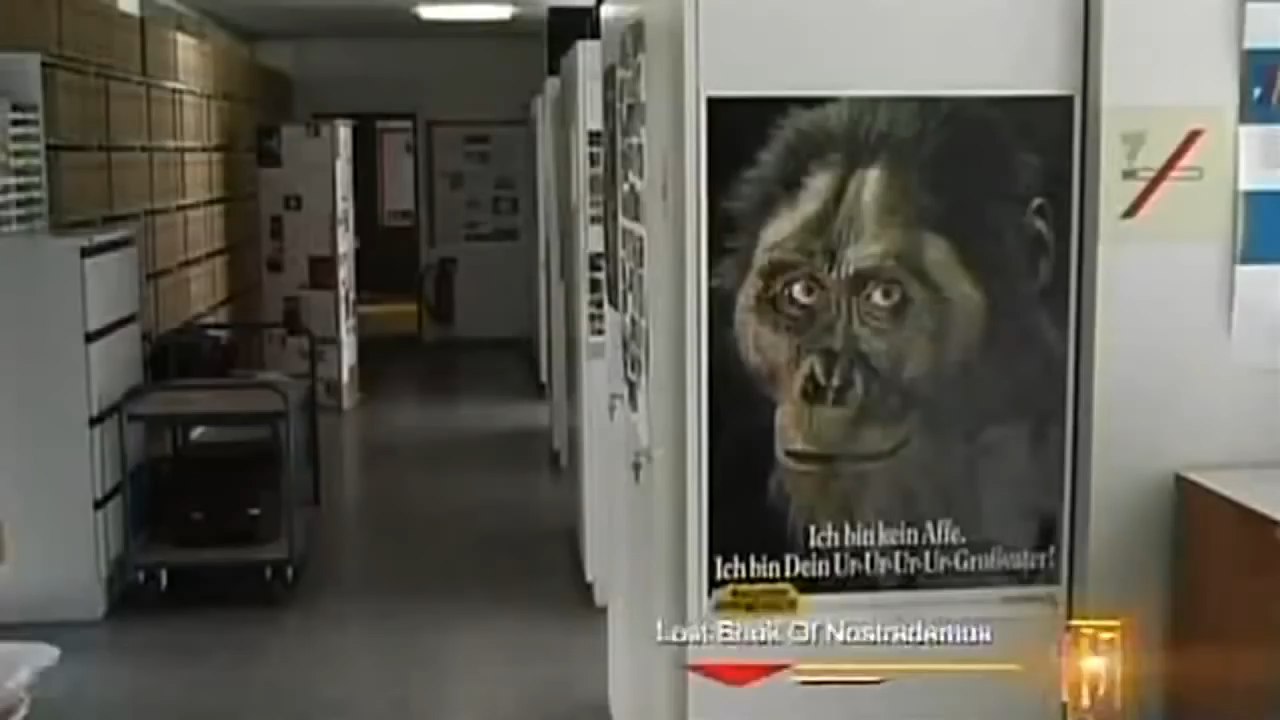 Ich bin kein Affe.
Ich bin Dein Ur-Ur-Ur-Ur-Großvater!
Lost Book Of Nostradamus